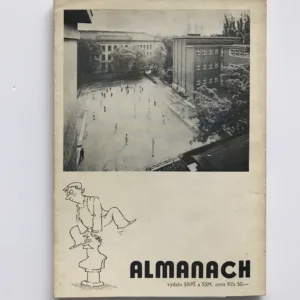 ALMANACH
vydalo SRPŠ a SSM, cena Kčs 50,—